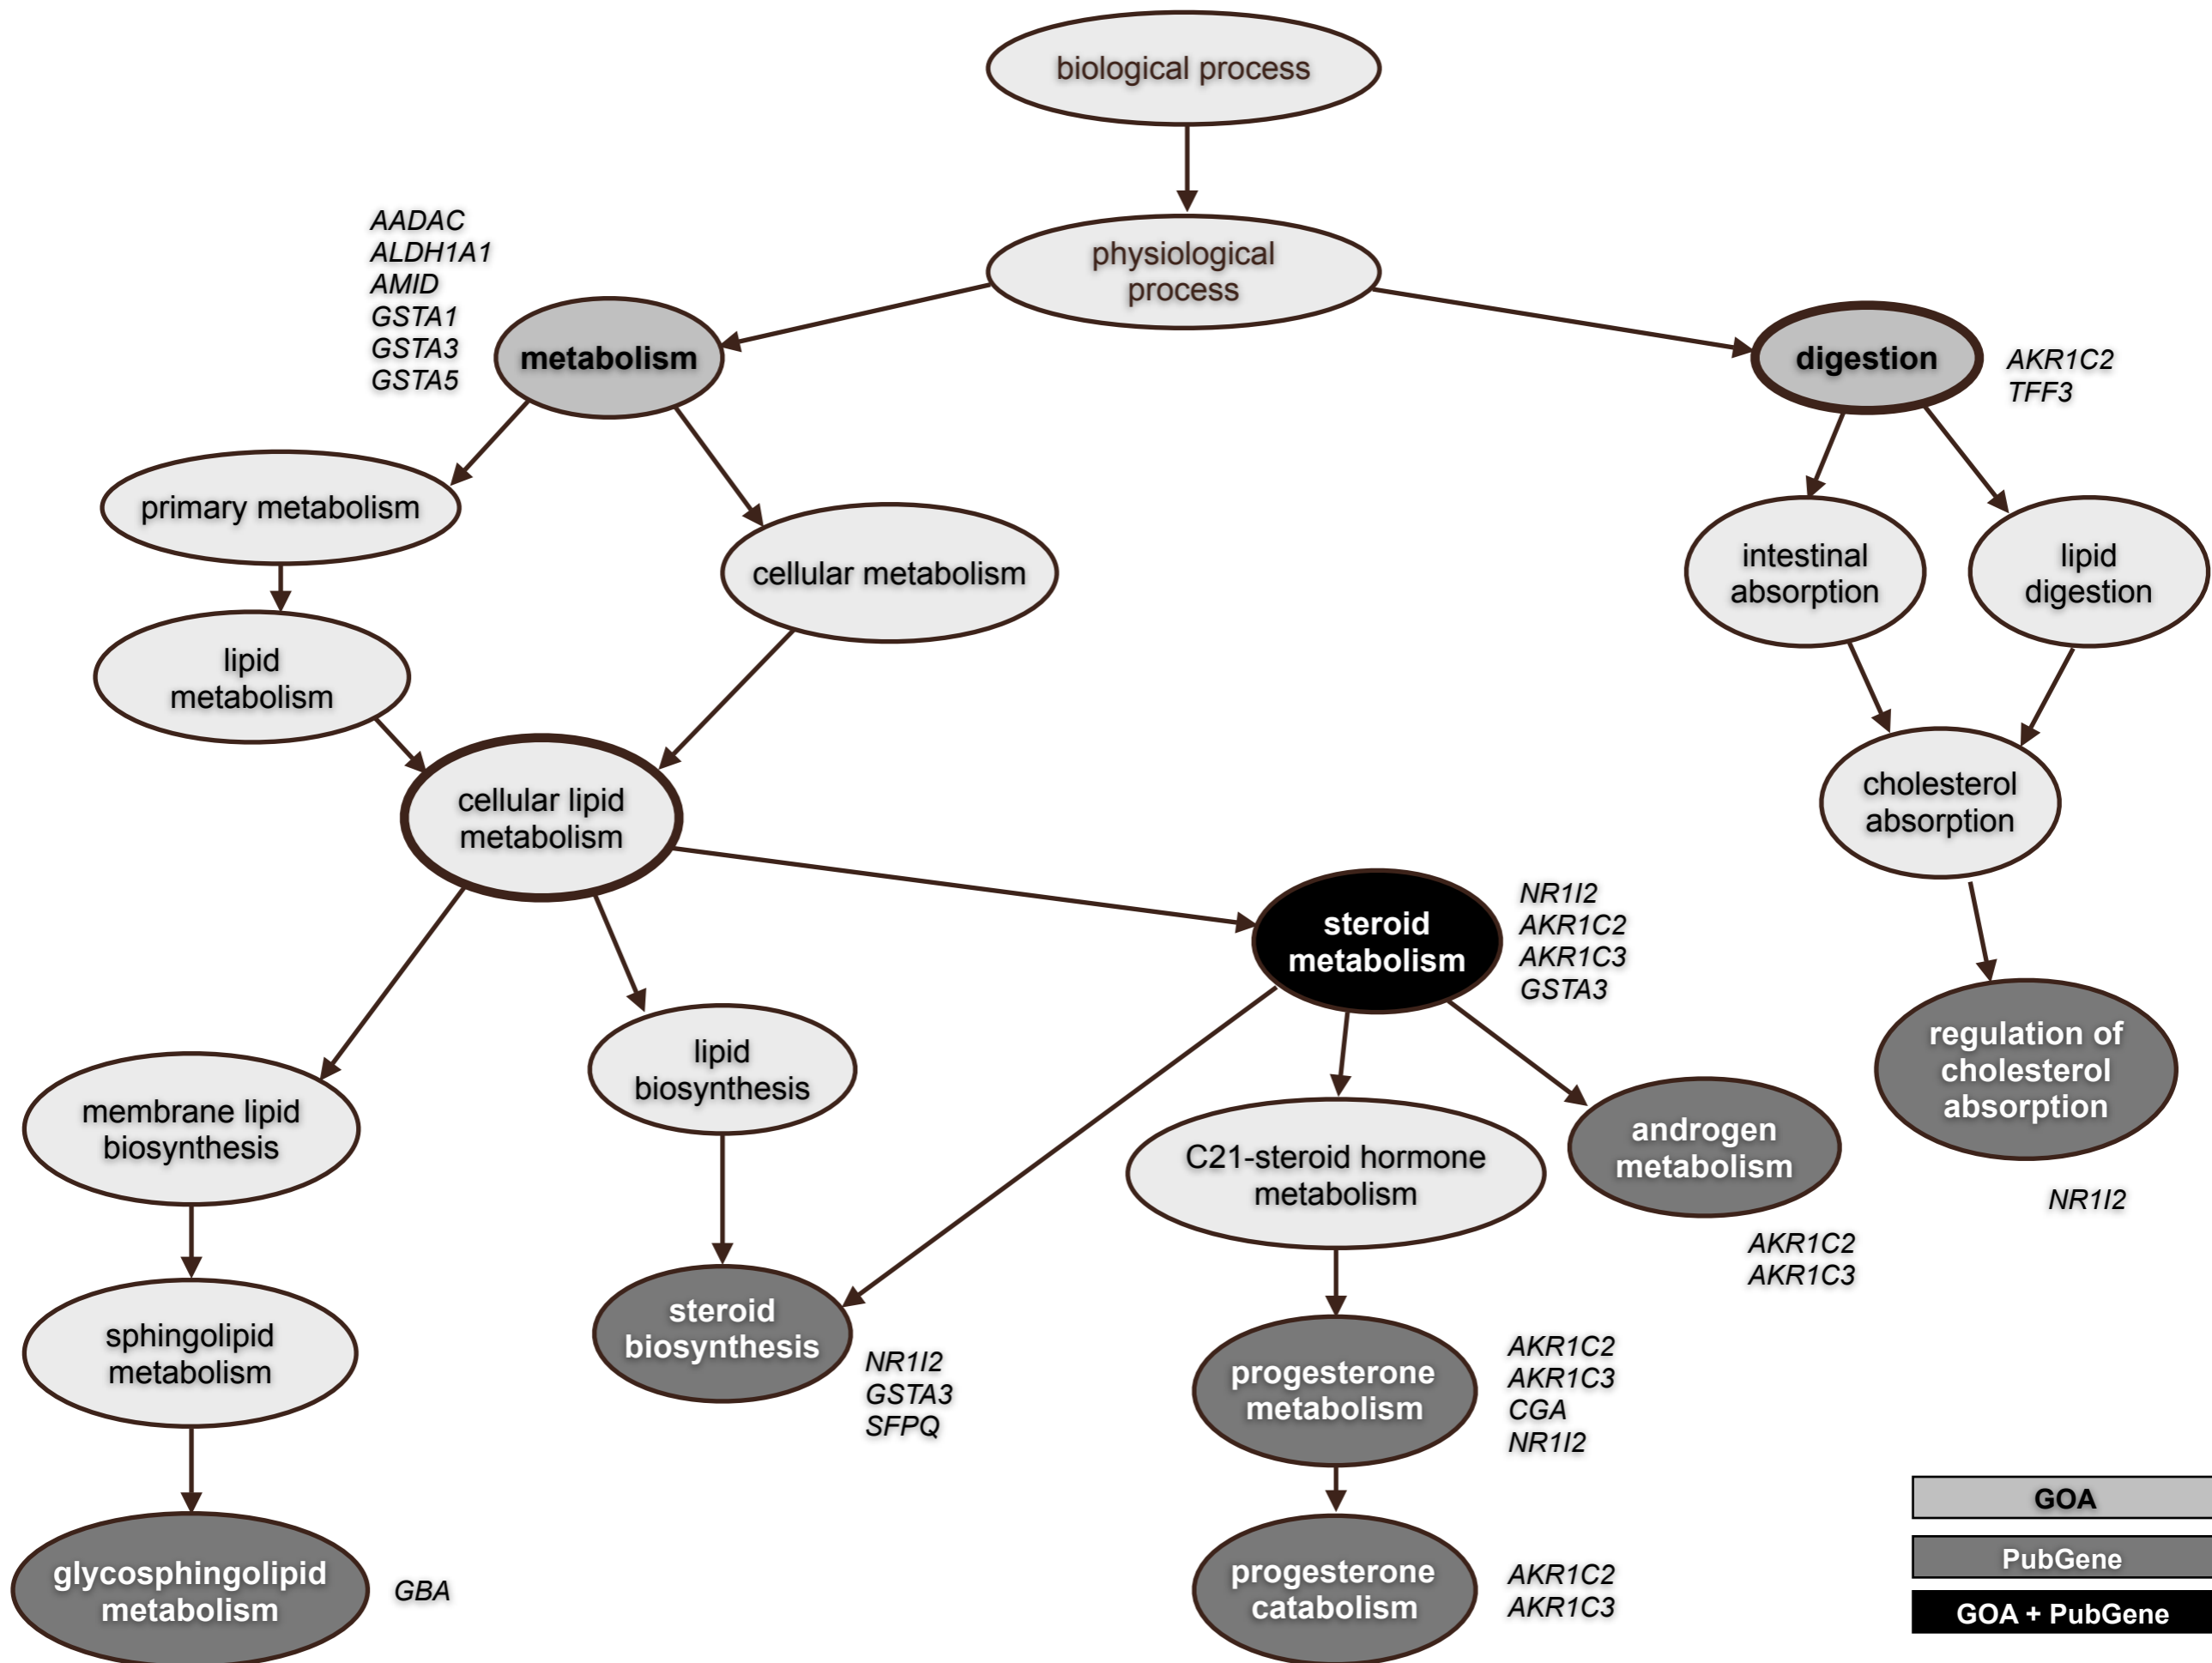 biological process
physiological
process
AADAC
ALDH1A1
AMID
GSTA1
GSTA3
GSTA5
metabolism
digestion
AKR1C2
TFF3
primary metabolism
cellular metabolism
intestinal
absorption
lipid
digestion
lipid
metabolism
cellular lipid
metabolism
cholesterol
absorption
steroid
metabolism
NR1I2
AKR1C2
AKR1C3
GSTA3
lipid
biosynthesis
regulation of
cholesterol
absorption
NR1I2
membrane lipid
biosynthesis
C21-steroid hormone
metabolism
androgen
metabolism
AKR1C2
AKR1C3
sphingolipid
metabolism
steroid
biosynthesis
NR1I2
GSTA3
SFPQ
progesterone
metabolism
AKR1C2
AKR1C3
CGA
NR1I2
glycosphingolipid
metabolism
GBA
progesterone
catabolism
AKR1C2
AKR1C3
GOA
PubGene
GOA + PubGene